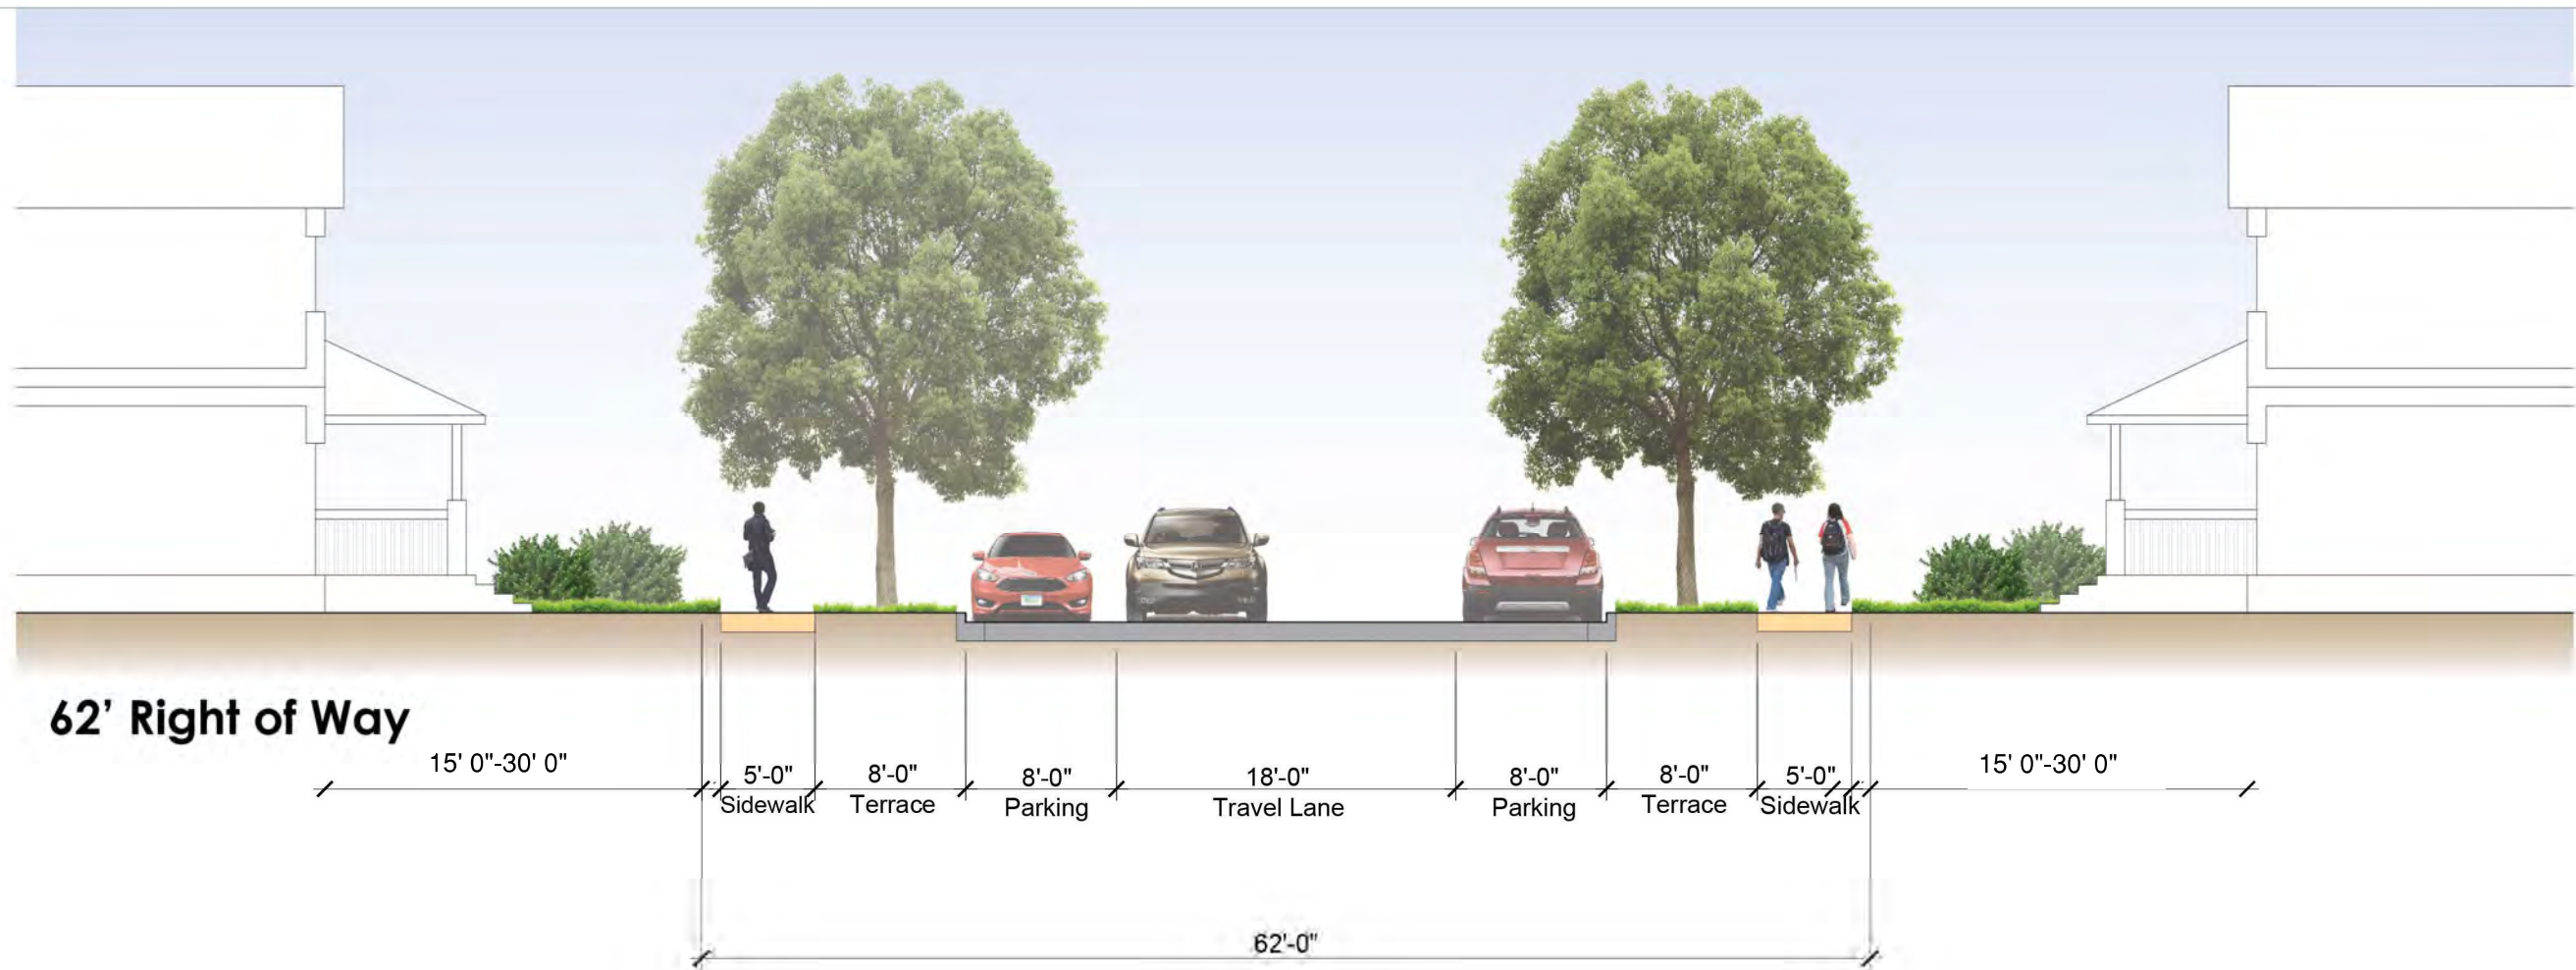 62’ Right of Way
15' 0"-30' 0"
5'-0"
Sidewalk
8'-0"
Terrace
8'-0"
Parking
18'-0"
Travel Lane
8'-0"
Parking
8'-0"
Terrace
5'-0"
Sidewalk
15' 0"-30' 0"
62'-0"